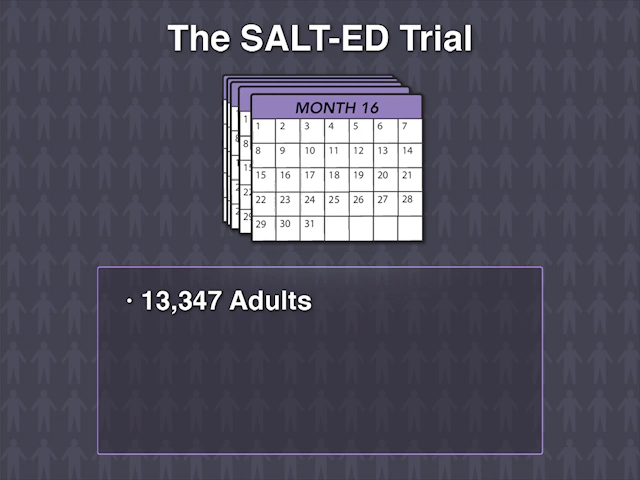 The SALT-ED Trial
MONTH 16
1 2 3 4 5 6 7
8 9 10 11 12 13 14
15 16 17 18 19 20 21
22 23 24 25 26 27 28
29 30 31
· 13,347 Adults